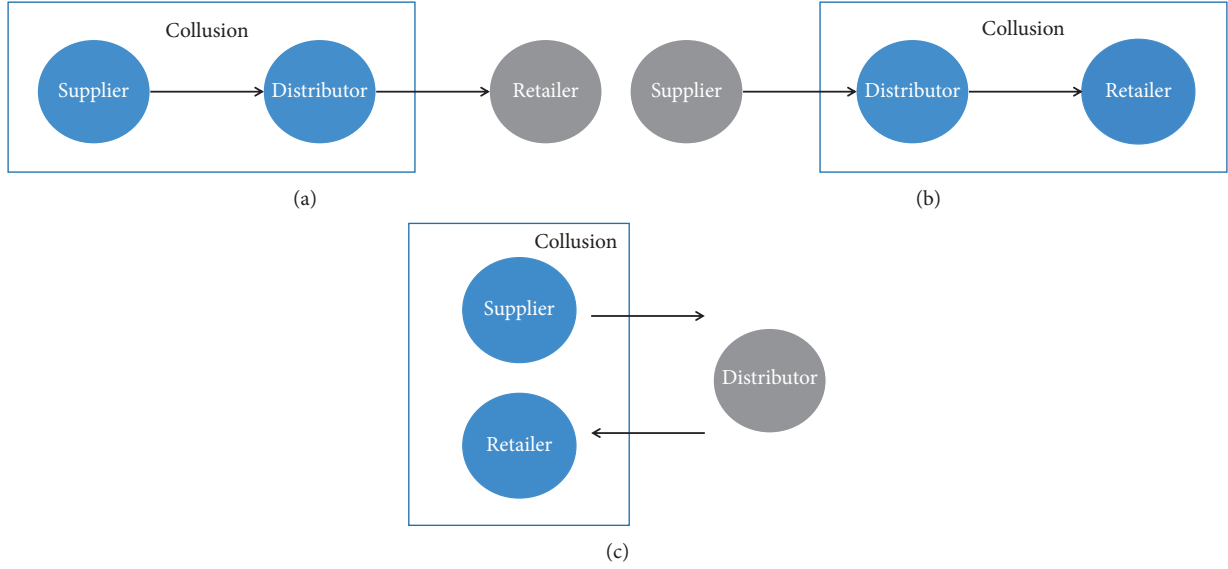 Collusion
Supplier
Distributor
Retailer
(a)
Supplier
Collusion
Distributor
Retailer
(b)
Collusion
Supplier
Distributor
Retailer
(c)